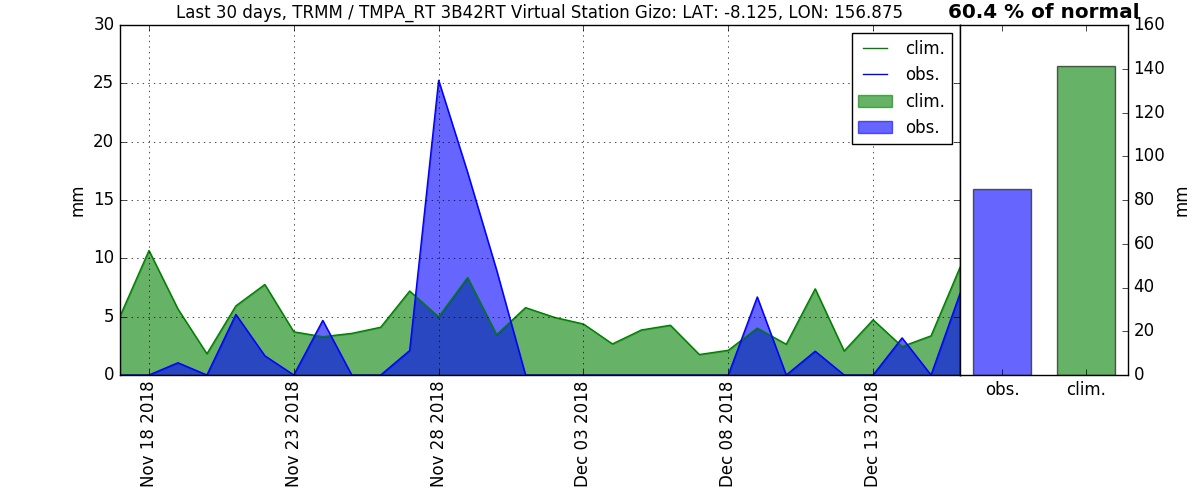 Last 30 days, TRMM / TMPA_RT 3B42RT Virtual Station Gizo: LAT: -8.125, LON: 156.875
60.4 % of normal
30
25
20
15
10
5
0
mm
clim.
obs.
clim.
obs.
Nov 18 2018
Nov 23 2018
Nov 28 2018
Dec 03 2018
Dec 08 2018
Dec 13 2018
160
140
120
100
80
60
40
20
0
mm
obs.
clim.